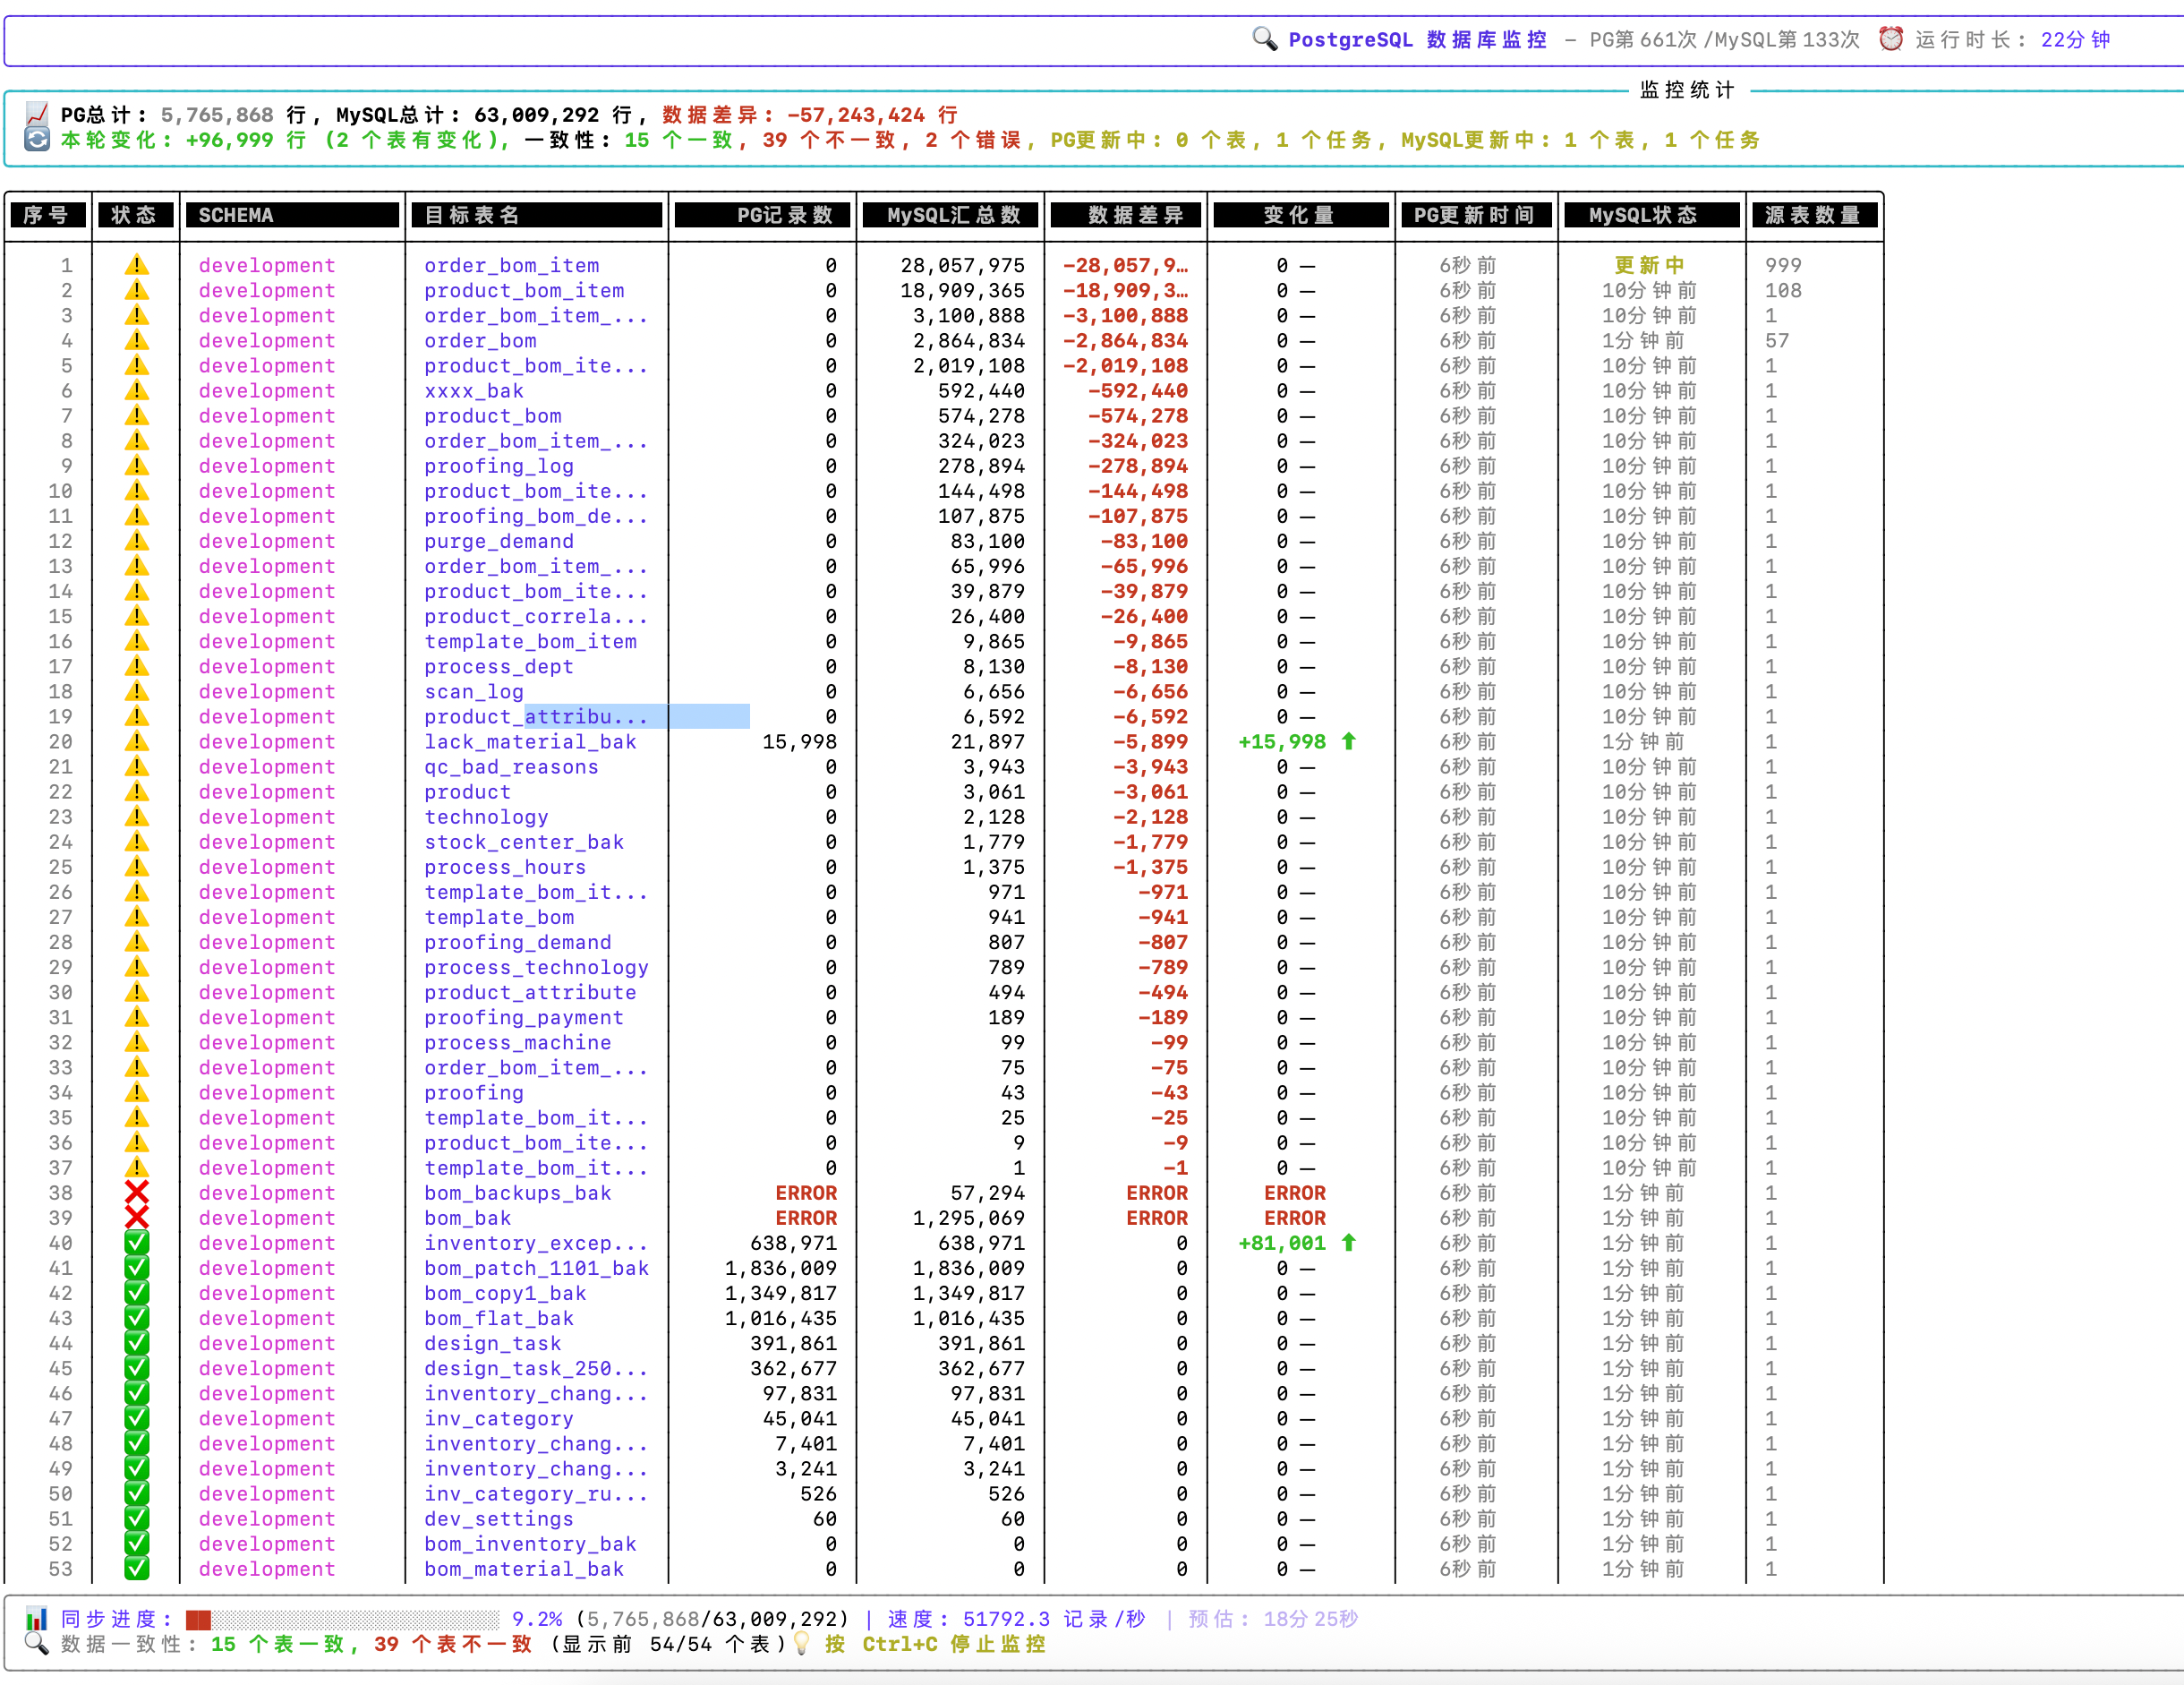 🔍 PostgreSQL 数据库监控 – PG第661次/MySQL第133次 ⏰ 运行时长: 22分钟
监控统计
📈 PG总计: 5,765,868 行, MySQL总计: 63,009,292 行, 数据差异: -57,243,424 行
🔄 本轮变化: +96,999 行 (2 个表有变化), 一致性: 15 个一致, 39 个不一致, 2 个错误, PG更新中: 0 个表, 1 个任务, MySQL更新中: 1 个表, 1 个任务
序号 状态 SCHEMA 目标表名 PG记录数 MySQL汇总数 数据差异 变化量 PG更新时间 MySQL状态 源表数量
1 ⚠️ development order_bom_item 0 28,057,975 -28,057,9… 0 — 6秒前 更新中 999
2 ⚠️ development product_bom_item 0 18,909,365 -18,909,3… 0 — 6秒前 10分钟前 108
3 ⚠️ development order_bom_item_... 0 3,100,888 -3,100,888 0 — 6秒前 10分钟前 1
4 ⚠️ development order_bom 0 2,864,834 -2,864,834 0 — 6秒前 1分钟前 57
5 ⚠️ development product_bom_ite... 0 2,019,108 -2,019,108 0 — 6秒前 10分钟前 1
6 ⚠️ development xxxx_bak 0 592,440 -592,440 0 — 6秒前 10分钟前 1
7 ⚠️ development product_bom 0 574,278 -574,278 0 — 6秒前 10分钟前 1
8 ⚠️ development order_bom_item_... 0 324,023 -324,023 0 — 6秒前 10分钟前 1
9 ⚠️ development proofing_log 0 278,894 -278,894 0 — 6秒前 10分钟前 1
10 ⚠️ development product_bom_ite... 0 144,498 -144,498 0 — 6秒前 10分钟前 1
11 ⚠️ development proofing_bom_de... 0 107,875 -107,875 0 — 6秒前 10分钟前 1
12 ⚠️ development purge_demand 0 83,100 -83,100 0 — 6秒前 10分钟前 1
13 ⚠️ development order_bom_item_... 0 65,996 -65,996 0 — 6秒前 10分钟前 1
14 ⚠️ development product_bom_ite... 0 39,879 -39,879 0 — 6秒前 10分钟前 1
15 ⚠️ development product_correla... 0 26,400 -26,400 0 — 6秒前 10分钟前 1
16 ⚠️ development template_bom_item 0 9,865 -9,865 0 — 6秒前 10分钟前 1
17 ⚠️ development process_dept 0 8,130 -8,130 0 — 6秒前 10分钟前 1
18 ⚠️ development scan_log 0 6,656 -6,656 0 — 6秒前 10分钟前 1
19 ⚠️ development product_attribu... 0 6,592 -6,592 0 — 6秒前 10分钟前 1
20 ⚠️ development lack_material_bak 15,998 21,897 -5,899 +15,998 ⬆ 6秒前 1分钟前 1
21 ⚠️ development qc_bad_reasons 0 3,943 -3,943 0 — 6秒前 10分钟前 1
22 ⚠️ development product 0 3,061 -3,061 0 — 6秒前 10分钟前 1
23 ⚠️ development technology 0 2,128 -2,128 0 — 6秒前 10分钟前 1
24 ⚠️ development stock_center_bak 0 1,779 -1,779 0 — 6秒前 10分钟前 1
25 ⚠️ development process_hours 0 1,375 -1,375 0 — 6秒前 10分钟前 1
26 ⚠️ development template_bom_it... 0 971 -971 0 — 6秒前 10分钟前 1
27 ⚠️ development template_bom 0 941 -941 0 — 6秒前 10分钟前 1
28 ⚠️ development proofing_demand 0 807 -807 0 — 6秒前 10分钟前 1
29 ⚠️ development process_technology 0 789 -789 0 — 6秒前 10分钟前 1
30 ⚠️ development product_attribute 0 494 -494 0 — 6秒前 10分钟前 1
31 ⚠️ development proofing_payment 0 189 -189 0 — 6秒前 10分钟前 1
32 ⚠️ development process_machine 0 99 -99 0 — 6秒前 10分钟前 1
33 ⚠️ development order_bom_item_... 0 75 -75 0 — 6秒前 10分钟前 1
34 ⚠️ development proofing 0 43 -43 0 — 6秒前 10分钟前 1
35 ⚠️ development template_bom_it... 0 25 -25 0 — 6秒前 10分钟前 1
36 ⚠️ development product_bom_ite... 0 9 -9 0 — 6秒前 10分钟前 1
37 ⚠️ development template_bom_it... 0 1 -1 0 — 6秒前 10分钟前 1
38 ❌ development bom_backups_bak ERROR 57,294 ERROR ERROR 6秒前 1分钟前 1
39 ❌ development bom_bak ERROR 1,295,069 ERROR ERROR 6秒前 1分钟前 1
40 ✅ development inventory_excep... 638,971 638,971 0 +81,001 ⬆ 6秒前 1分钟前 1
41 ✅ development bom_patch_1101_bak 1,836,009 1,836,009 0 0 — 6秒前 1分钟前 1
42 ✅ development bom_copy1_bak 1,349,817 1,349,817 0 0 — 6秒前 1分钟前 1
43 ✅ development bom_flat_bak 1,016,435 1,016,435 0 0 — 6秒前 1分钟前 1
44 ✅ development design_task 391,861 391,861 0 0 — 6秒前 1分钟前 1
45 ✅ development design_task_250... 362,677 362,677 0 0 — 6秒前 1分钟前 1
46 ✅ development inventory_chang... 97,831 97,831 0 0 — 6秒前 1分钟前 1
47 ✅ development inv_category 45,041 45,041 0 0 — 6秒前 1分钟前 1
48 ✅ development inventory_chang... 7,401 7,401 0 0 — 6秒前 1分钟前 1
49 ✅ development inventory_chang... 3,241 3,241 0 0 — 6秒前 1分钟前 1
50 ✅ development inv_category_ru... 526 526 0 0 — 6秒前 1分钟前 1
51 ✅ development dev_settings 60 60 0 0 — 6秒前 1分钟前 1
52 ✅ development bom_inventory_bak 0 0 0 0 — 6秒前 1分钟前 1
53 ✅ development bom_material_bak 0 0 0 0 — 6秒前 1分钟前 1
📊 同步进度: 9.2% (5,765,868/63,009,292) | 速度: 51792.3 记录/秒 | 预估: 18分25秒
🔍 数据一致性: 15 个表一致, 39 个表不一致 (显示前 54/54 个表)💡 按 Ctrl+C 停止监控